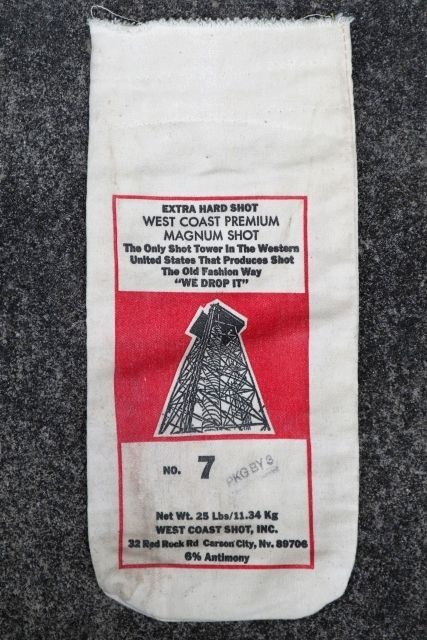 EXTRA HARD SHOT
WEST COAST PREMIUM
MAGNUM SHOT
The Only Shot Tower In The Western
United States That Produces Shot
The Old Fashion Way
"WE DROP IT"
NO. 7
PKG BY 3
Net Wt. 25 Lbs/11.34 Kg
WEST COAST SHOT, INC.
32 Red Rock Rd Carson City, Nv. 89706
6% Antimony